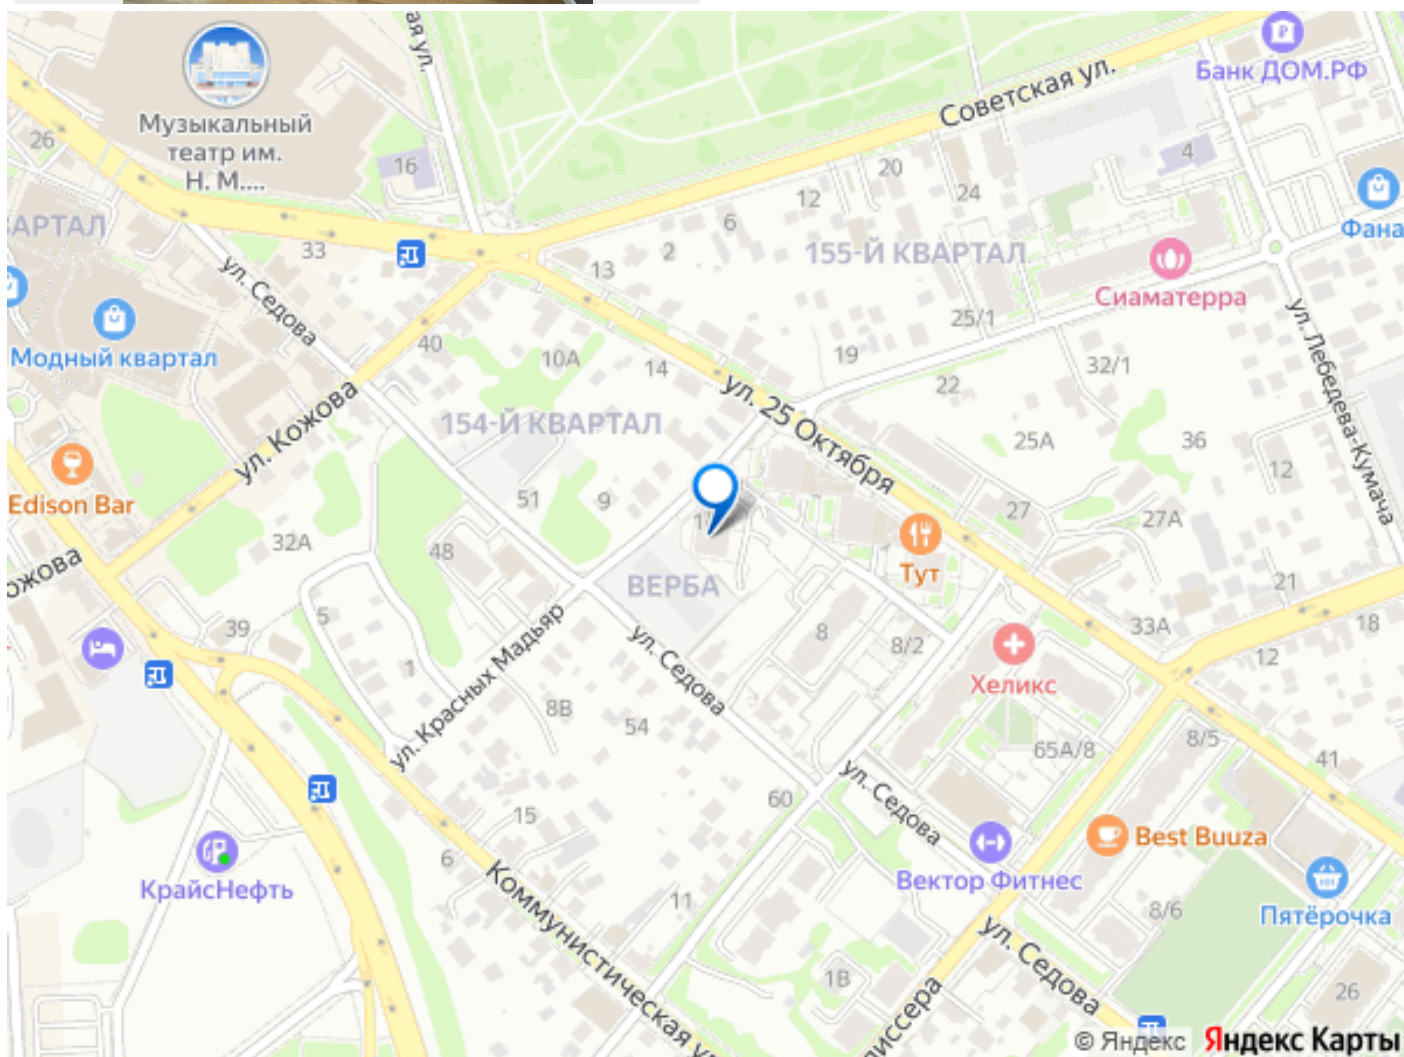 ая ул.
Банк ДОМ.РФ
Советская ул.
Музыкальный
театр им.
Н. М....
26
16
20
4
24
12
6
2
Фана
АРТАЛ
33
155-Й КВАРТАЛ
13
ул. Седова
Сиаматерра
25/1
Модный квартал
40
10А
14
19
32/1
22
ул. Лебедева-Кумача
ул. Кожова
154-Й КВАРТАЛ
ул. 25 Октября
25А
36
12
Edison Bar
51
9
27
27А
32А
48
Тут
ожова
ВЕРБА
21
5
39
8
8/2
33А
18
1
ул. Красных Мадьяр
ул. Седова
Хеликс
12
8В
54
65А/8
8/5
41
15
60
ул. Седова
Best Buuza
6
КрайсНефть
Вектор Фитнес
Коммунистическая у
11
8/6
Пятёрочка
ул. Седова
1В
26
иссера
© Яндекс Яндекс Карты